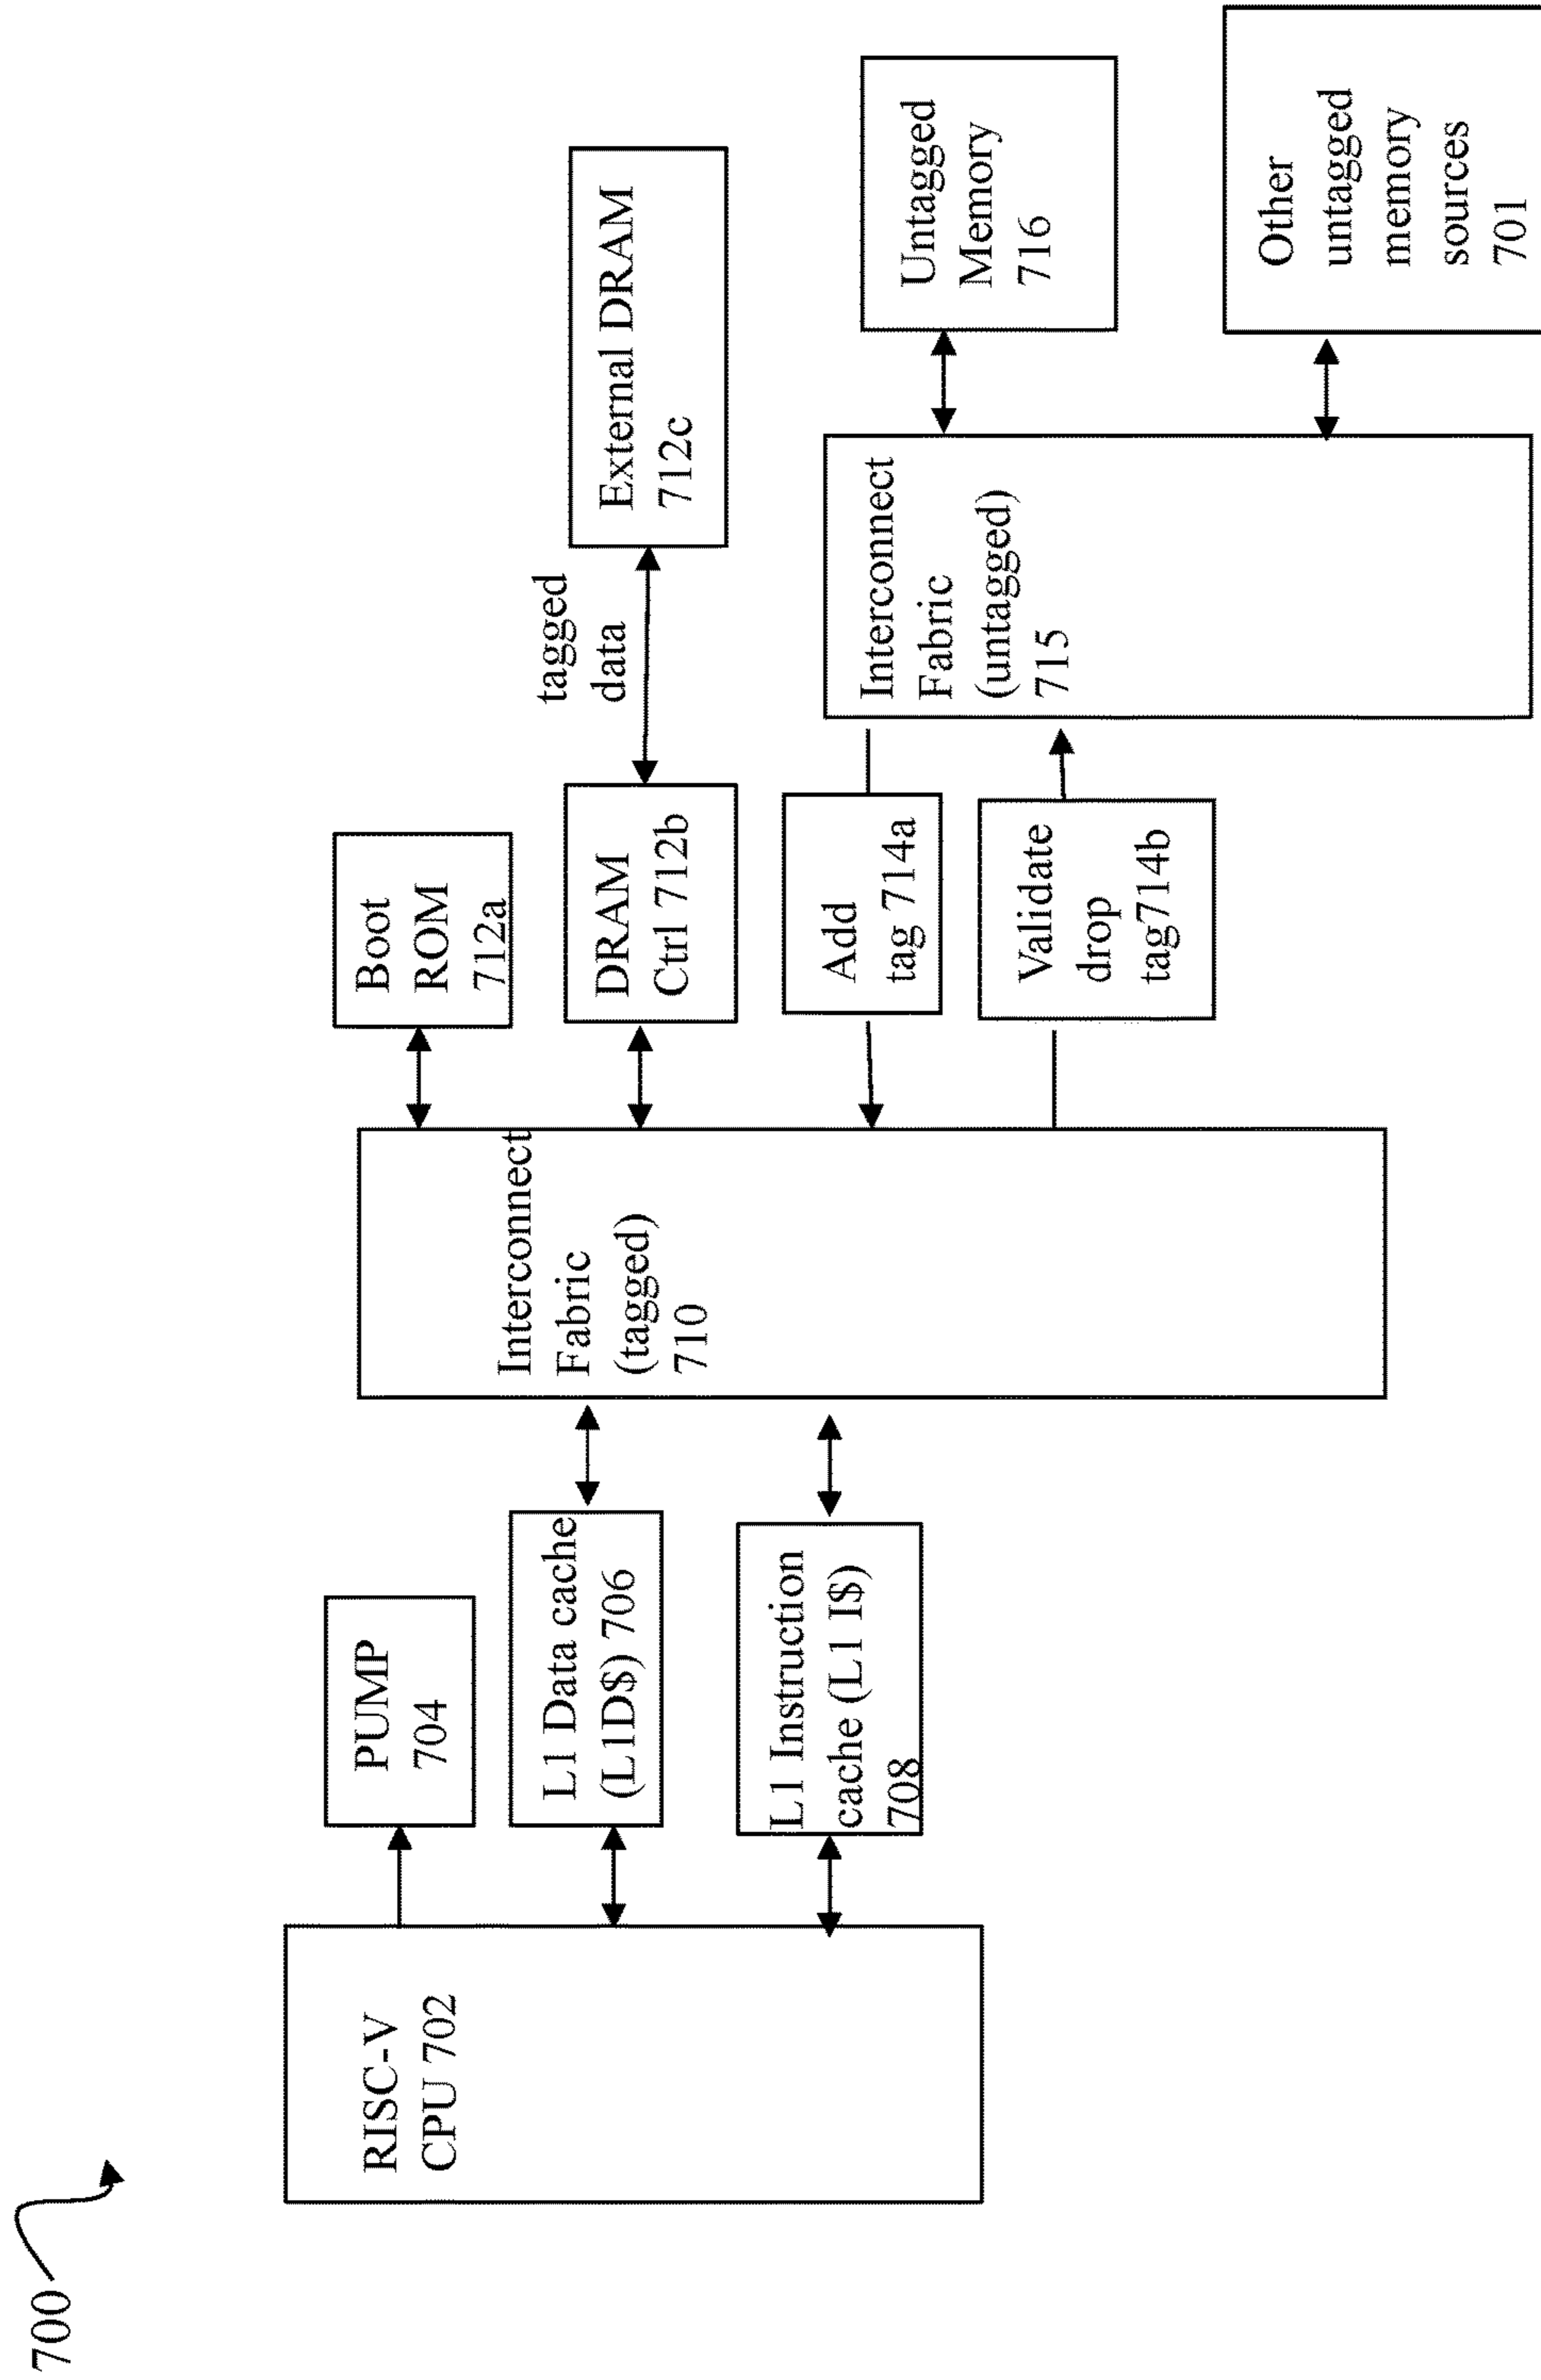 700
RISC-V
CPU 702
PUMP
704
L1 Data cache
(L1D$) 706
L1 Instruction
cache (L1 I$)
708
Interconnect
Fabric
(tagged)
710
Boot
ROM
712a
DRAM
Ctrl 712b
tagged
data
External DRAM
712c
Add
tag 714a
Validate
drop
tag714b
Interconnect
Fabric
(untagged)
715
Untagged
Memory
716
Other
untagged
memory
sources
701